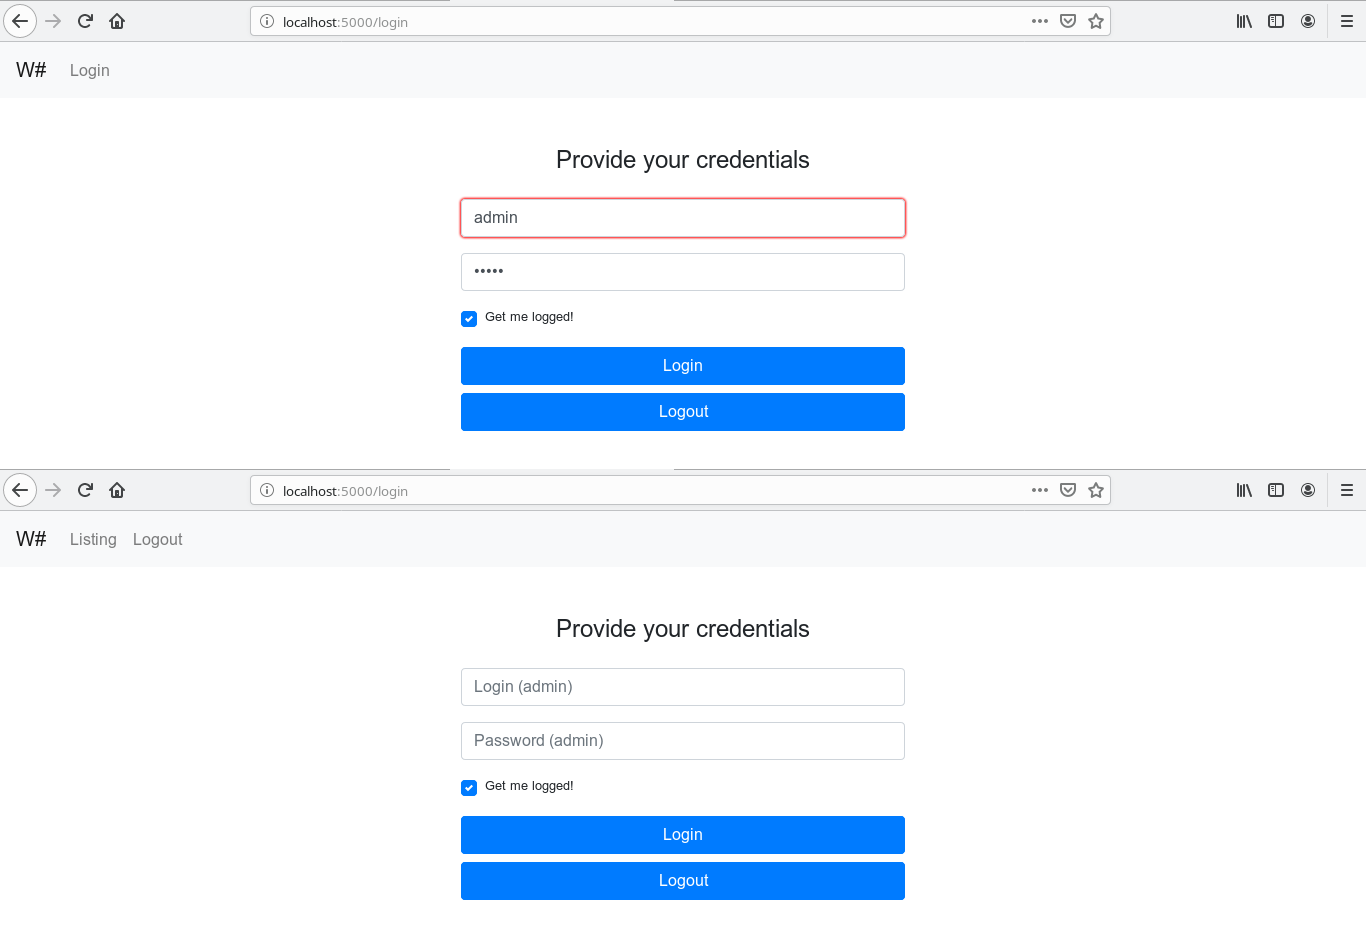 localhost:5000/login
W# Login
Provide your credentials
admin
•••••
Get me logged!
Login
Logout
localhost:5000/login
W# Listing Logout
Provide your credentials
Login (admin)
Password (admin)
Get me logged!
Login
Logout